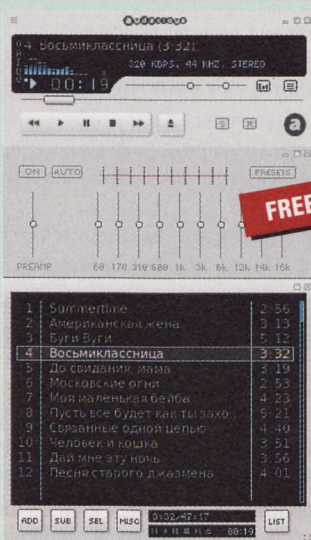 audacious
4. Восьмиклассница (3:32)
320 KBPS, 44 KHZ, STEREO
00:19
S
R
a
ON AUTO PRESETS
FREE
PREAMP 60 170 310 600 1k 3k 6k 12k 14k 16k
1 Summertime 2:56
2 Американская жена 3:13
3 Буги Вуги 5:12
4 Восьмиклассница 3:32
5 До свидания, мама 3:19
6 Московские огни 2:53
7 Моя маленькая бейба 4:23
8 Пусть все будет как ты захо... 5:21
9 Связанные одной цепью 4:40
10 Человек и кошка 3:51
11 Дай мне эту ночь 3:56
12 Песня старого джазмена 4:01
ADD SUB SEL MISC 3:32/47:17 LIST
00:19